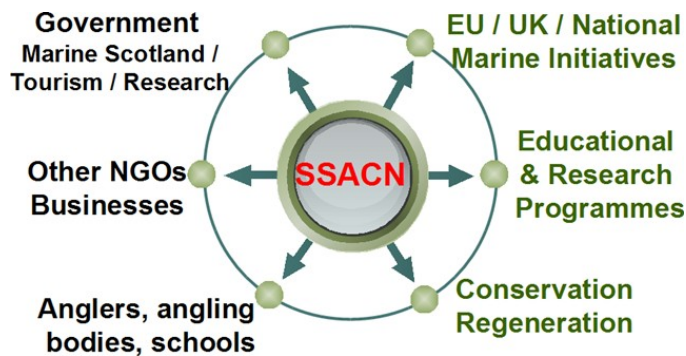 Government
Marine Scotland /
Tourism / Research
EU / UK / National
Marine Initiatives
Other NGOs
Businesses
SSACN
Educational
& Research
Programmes
Anglers, angling
bodies, schools
Conservation
Regeneration